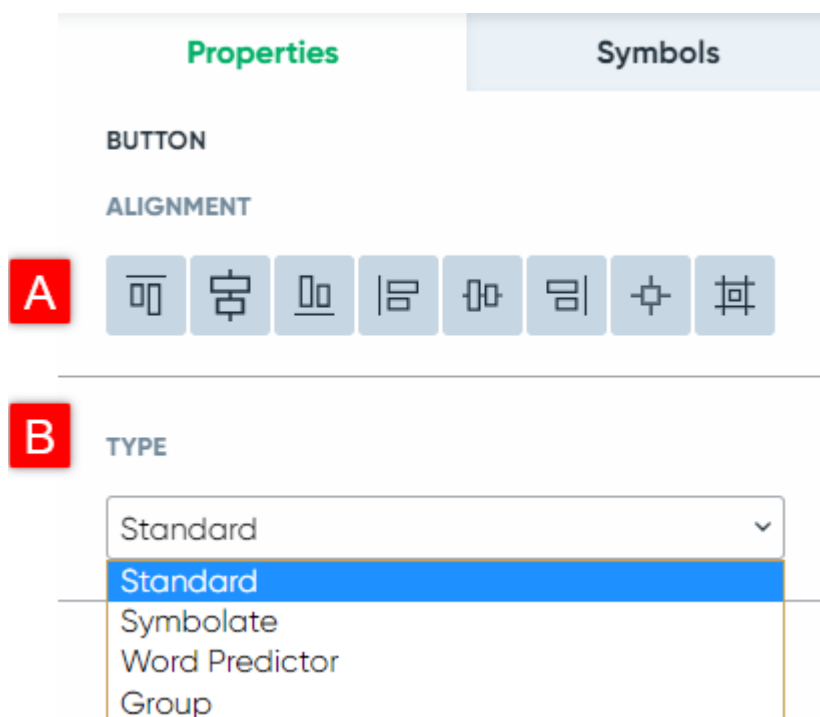 Properties Symbols
BUTTON
ALIGNMENT
A
B
TYPE
Standard
Standard
Symbolate
Word Predictor
Group